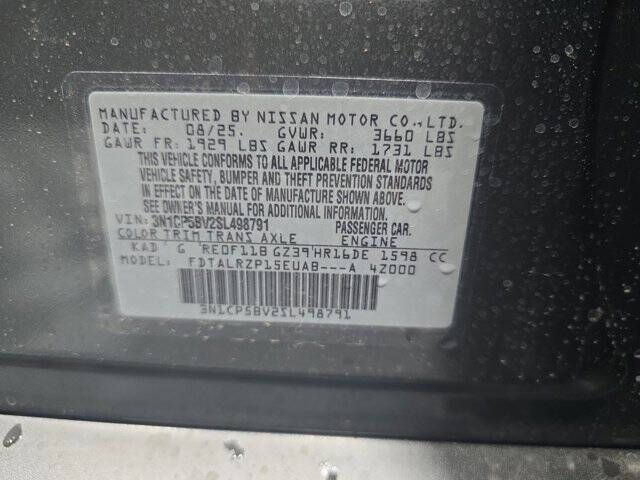 MANUFACTURED BY NISSAN MOTOR CO., LTD.
DATE: 08/25. GVWR: 3660 LBS
GAWR FR: 1929 LBS GAWR RR: 1731 LBS
THIS VEHICLE CONFORMS TO ALL APPLICABLE FEDERAL MOTOR
VEHICLE SAFETY, BUMPER AND THEFT PREVENTION STANDARDS
IN EFFECT ON THE DATE OF MANUFACTURE SHOWN ABOVE.
SEE OWNER'S MANUAL FOR ADDITIONAL INFORMATION
VIN: 3N1CP5BV2SL498791 PASSENGER CAR.
COLOR TRIM TRANS AXLE ENGINE
KAD G RE0F11B GZ39 HR16DE 1598 CC
FDTALRZP15EUAB---A 4Z000
3N1CP5BV2SL498791